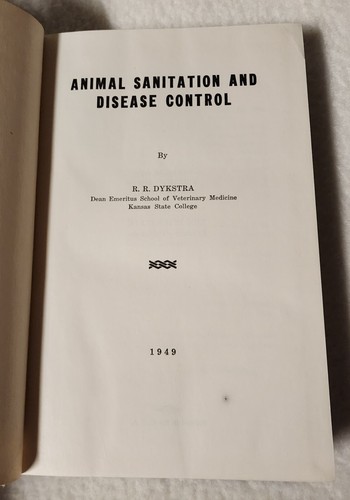 ANIMAL SANITATION AND
DISEASE CONTROL
By
R. R. DYKSTRA
Dean Emeritus School of Veterinary Medicine
Kansas State College
1949